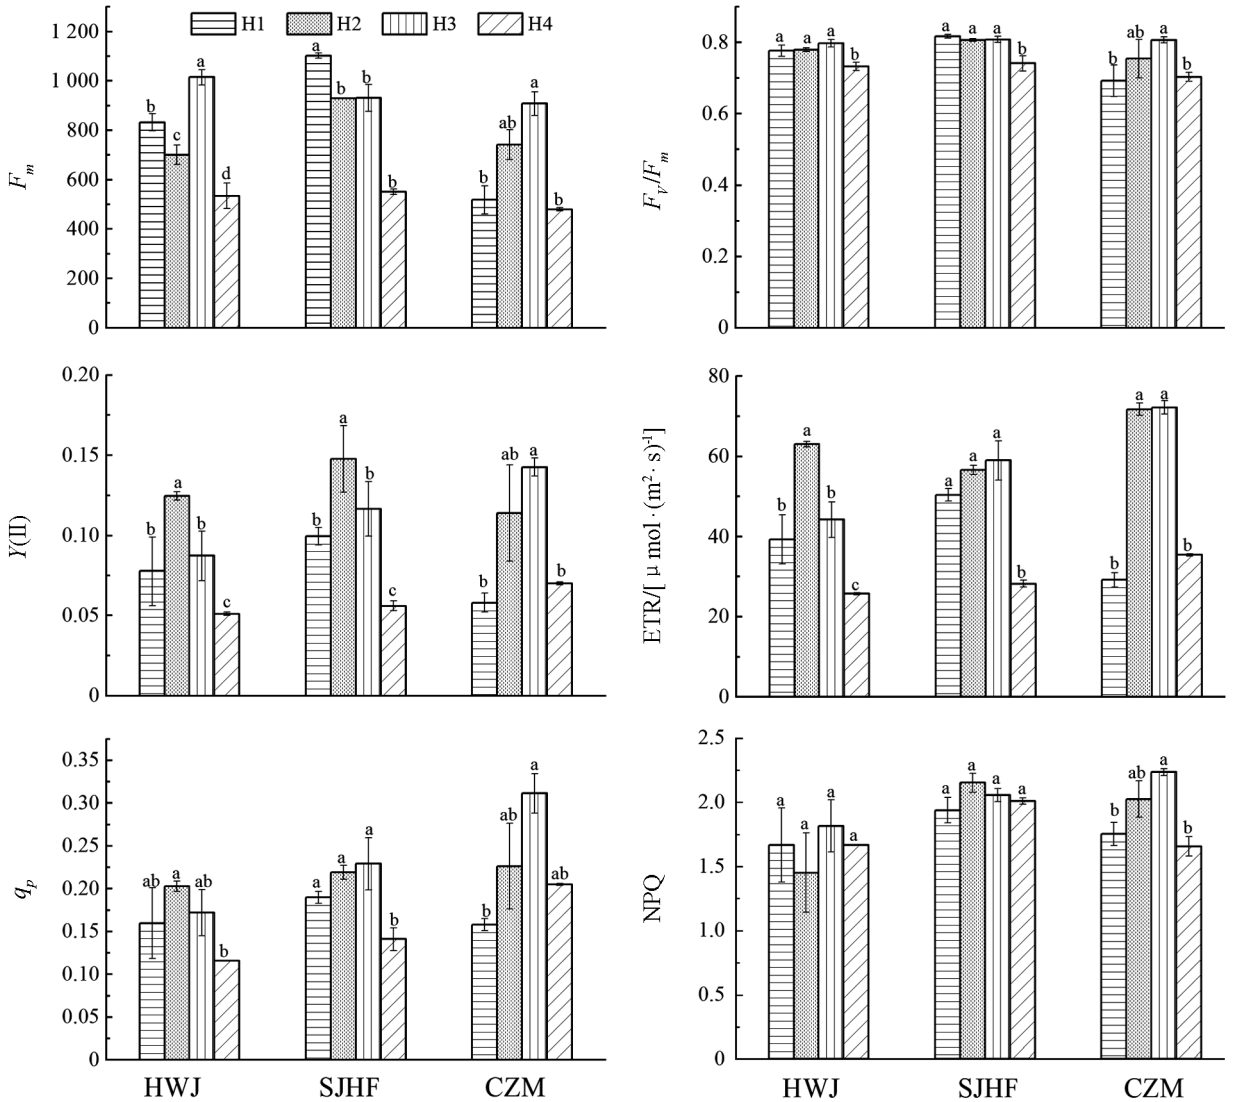 H1 H2 H3 H4
1 200
1 000
800
600
400
200
0
F_m
b c a d
a b b b
b ab a b
0.8
0.6
0.4
0.2
0
F_V/F_m
a a a b
a a a b
b ab a b
0.20
0.15
0.10
0.05
0
Y(II)
b a b c
b a b c
b ab a b
80
60
40
20
0
ETR/[ μ mol · (m² · s)⁻¹]
b a b c
a a a b
b a a b
0.35
0.30
0.25
0.20
0.15
0.10
0.05
0
q_p
ab a ab b
a a a b
b ab a ab
HWJ SJHF CZM
2.5
2.0
1.5
1.0
0.5
0
NPQ
a a a a
a a a a
b ab a b
HWJ SJHF CZM